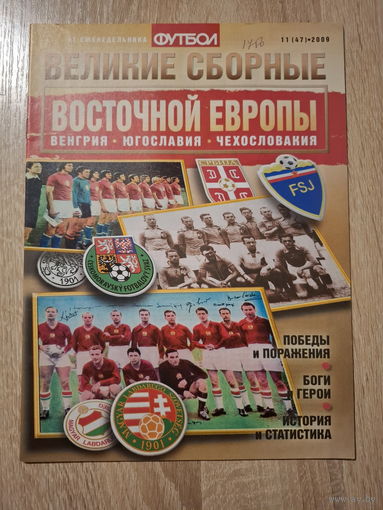 ЕЖЕНЕДЕЛЬНИКА ФУТБОЛ 11 (47) • 2009
ВЕЛИКИЕ СБОРНЫЕ
ВОСТОЧНОЙ ЕВРОПЫ
ВЕНГРИЯ • ЮГОСЛАВИЯ • ЧЕХОСЛОВАКИЯ
FSJ
1901
ПОБЕДЫ
И ПОРАЖЕНИЯ
БОГИ
И ГЕРОИ
ИСТОРИЯ
И СТАТИСТИКА
MAGYAR
1901